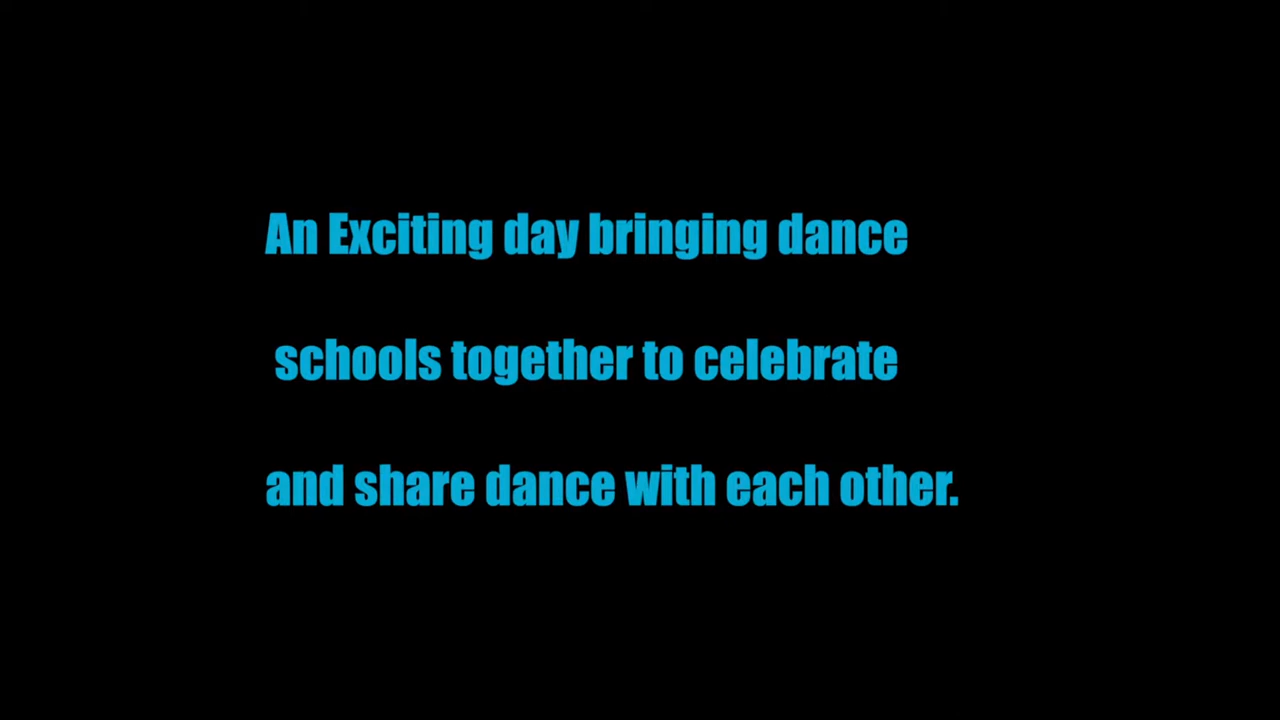 An Exciting day bringing dance
schools together to celebrate
and share dance with each other.